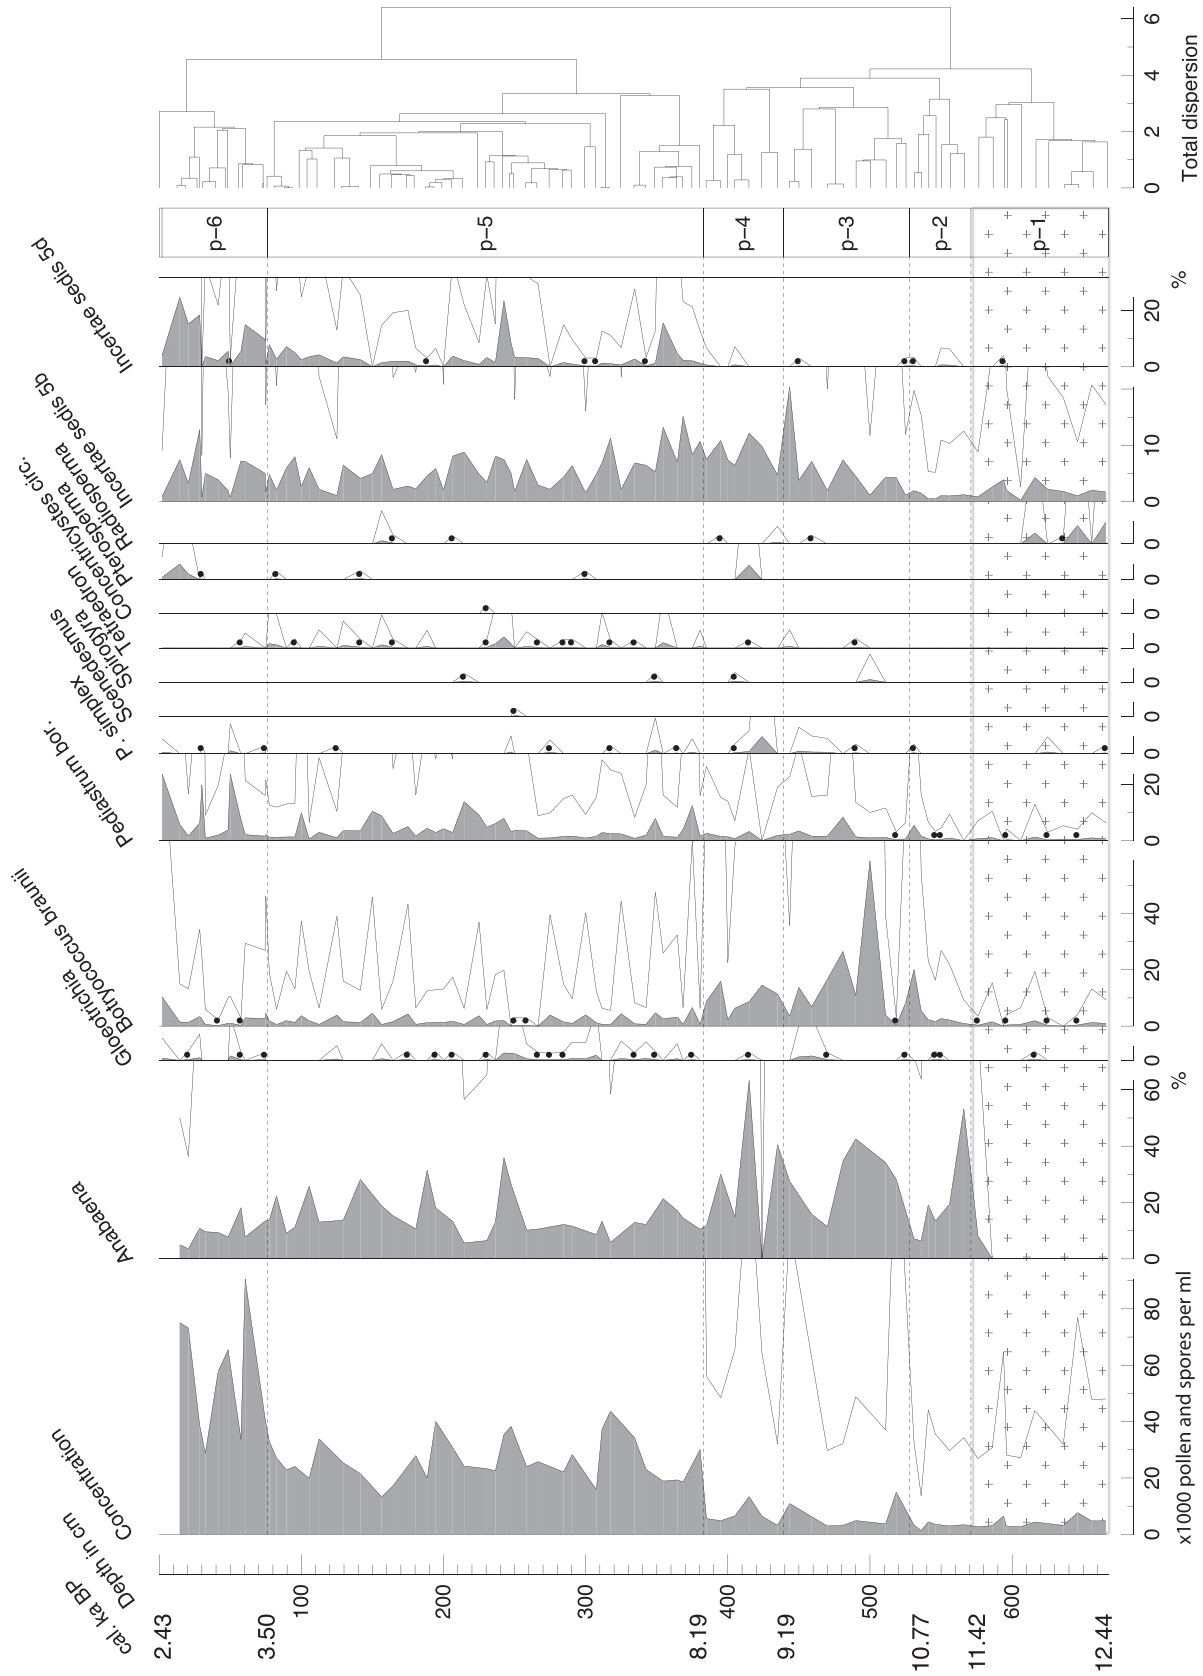 cal. ka BP
Depth in cm
Concentration
Anabaena
Gloeotrichia
Botryococcus braunii
Pediastrum bor.
P. simplex
Scenedesmus
Spirogyra
Tetraedron
Concentricystes circ.
Pterosperma
Radiosperma
Incertae sedis 5b
Incertae sedis 5d
2.43
3.50
8.19
9.19
10.77
11.42
12.44
100
200
300
400
500
600
p–6
p–5
p–4
p–3
p–2
p–1
0 20 40 60 80
x1000 pollen and spores per ml
0 20 40 60
%
0
0 20 40
0 20
0
0
0
0
0
0
0
0 10
0 20
%
0 2 4 6
Total dispersion